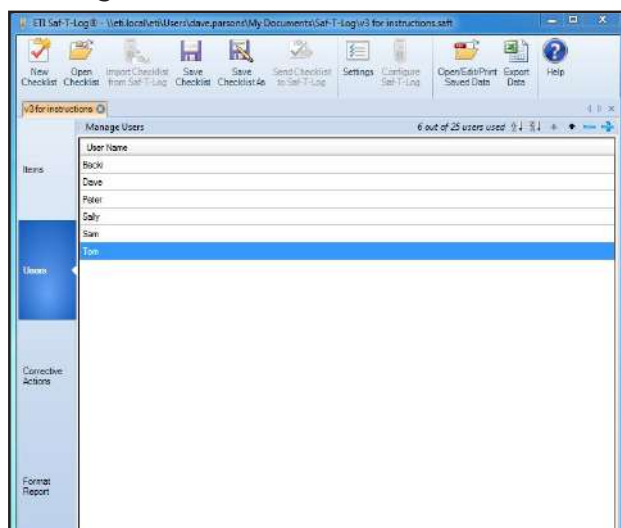 ETI Saf-T-Log® - \\eti.local\eti\Users\dave.parsons\My Documents\Saf-T-Log\v3 for instructions.saft
New Checklist
Open Checklist
Import Checklist from Saf-T-Log
Save Checklist
Save Checklist As
Send Checklist to Saf-T-Log
Settings
Configure Saf-T-Log
Open/Edit/Print Saved Data
Export Data
Help
v3 for instructions
Manage Users
6 out of 25 users used
User Name
Items
Becki
Dave
Peter
Sally
Sam
Tom
Users
Corrective
Actions
Format
Report